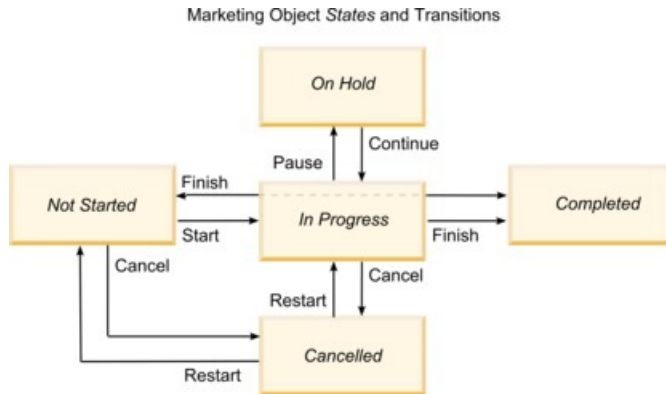 Marketing Object States and Transitions
On Hold
Pause
Continue
Not Started
Finish
Start
In Progress
Finish
Completed
Cancel
Restart
Cancel
Cancelled
Restart